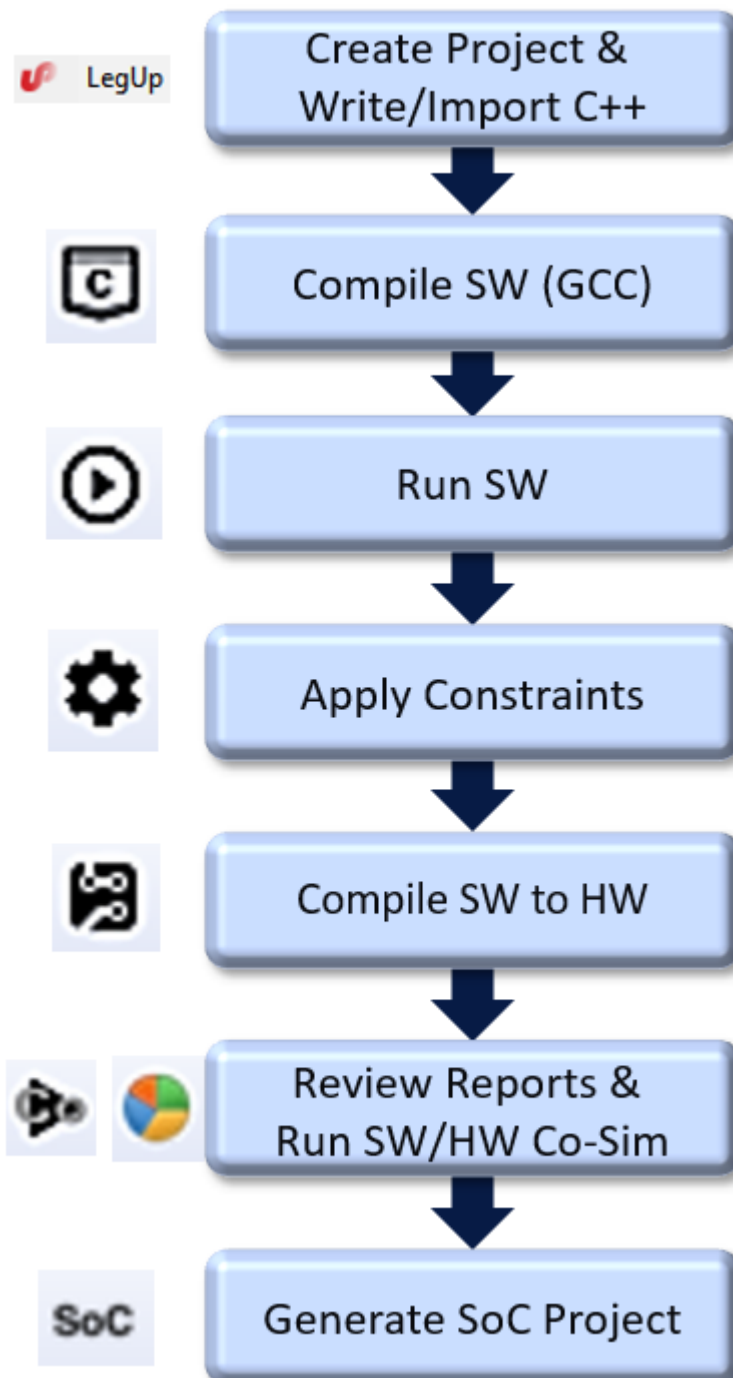 LegUp
Create Project &
Write/Import C++
C
Compile SW (GCC)
Run SW
Apply Constraints
Compile SW to HW
Review Reports &
Run SW/HW Co-Sim
SoC
Generate SoC Project